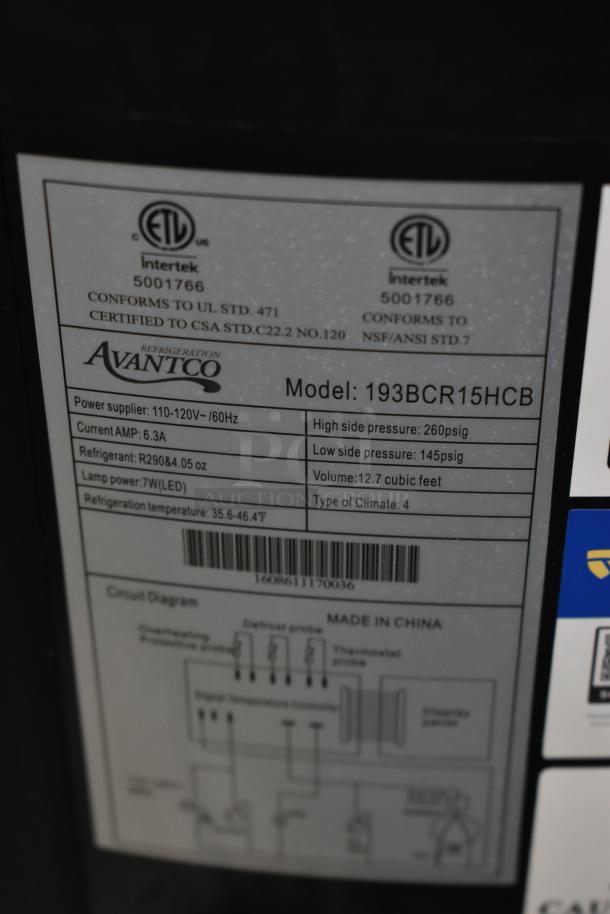 ETL
C US
Intertek
5001766
CONFORMS TO UL STD. 471
CERTIFIED TO CSA STD.C22.2 NO.120
ETL
Intertek
5001766
CONFORMS TO
NSF/ANSI STD.7
REFRIGERATION
AVANTCO
Model: 193BCR15HCB
Power supplier: 110-120V~/60Hz
Current AMP: 6.3A
Refrigerant: R290&4.05 oz
Lamp power:7W(LED)
Refrigeration temperature: 35.6-46.4℉
High side pressure: 260psig
Low side pressure: 145psig
Volume:12.7 cubic feet
Type of Climate: 4
PCI
AUCTION GROUP
1608611170036
Circuit Diagram
MADE IN CHINA
Overheating
Protective probe
Defrost probe
Thermostat
probe
Digital Temperature Controller
Display
panel